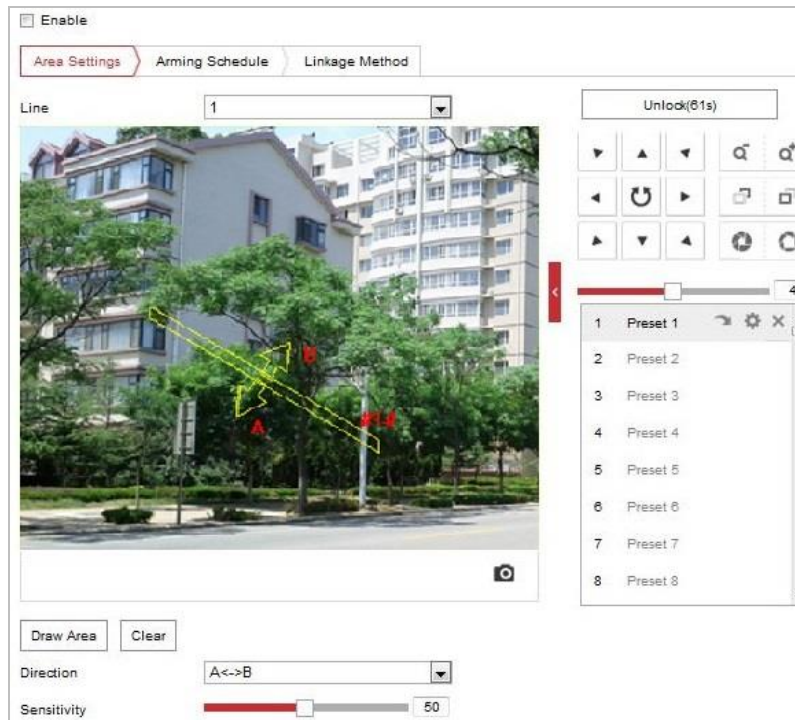 Enable
Area Settings Arming Schedule Linkage Method
Line 1
Unlock(61s)
B
A
#1#
4
1 Preset 1
2 Preset 2
3 Preset 3
4 Preset 4
5 Preset 5
6 Preset 6
7 Preset 7
8 Preset 8
Draw Area Clear
Direction A<->B
Sensitivity 50